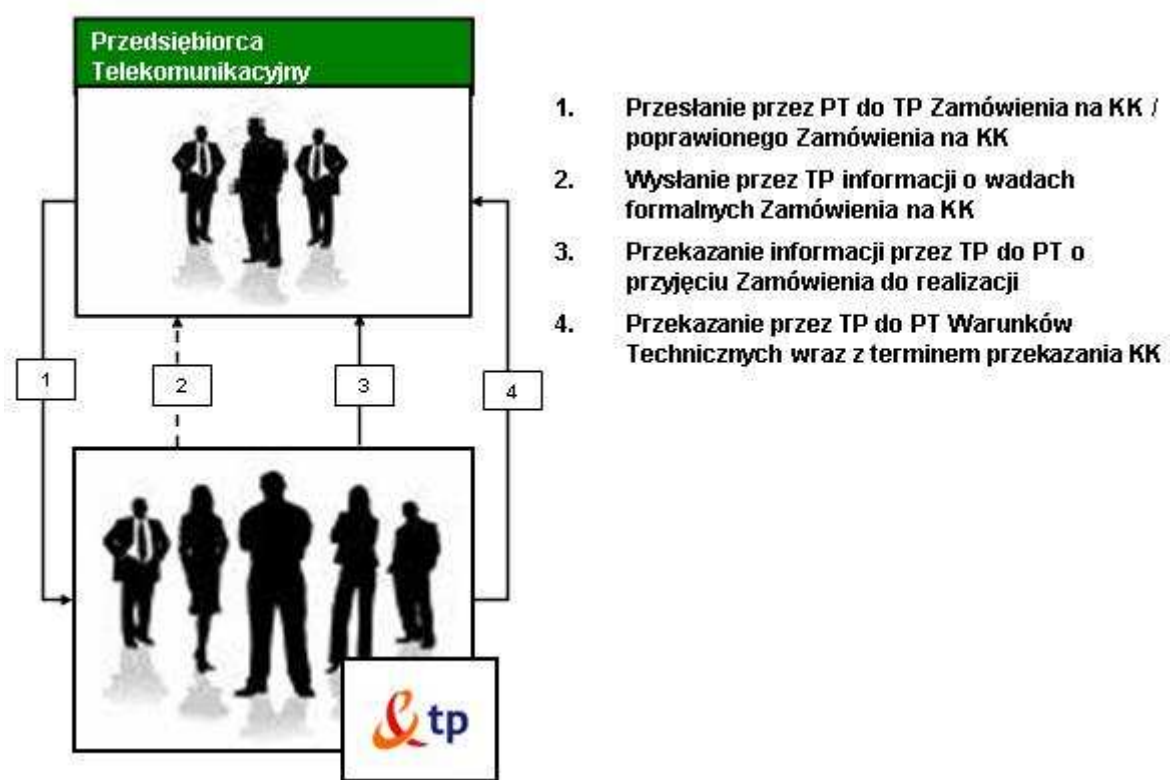 Przedsiębiorca
Telekomunikacyjny
1. Przesłanie przez PT do TP Zamówienia na KK /
poprawionego Zamówienia na KK
2. Wysłanie przez TP informacji o wadach
formalnych Zamówienia na KK
3. Przekazanie informacji przez TP do PT o
przyjęciu Zamówienia do realizacji
4. Przekazanie przez TP do PT Warunków
Technicznych wraz z terminem przekazania KK
1
2
3
4
tp